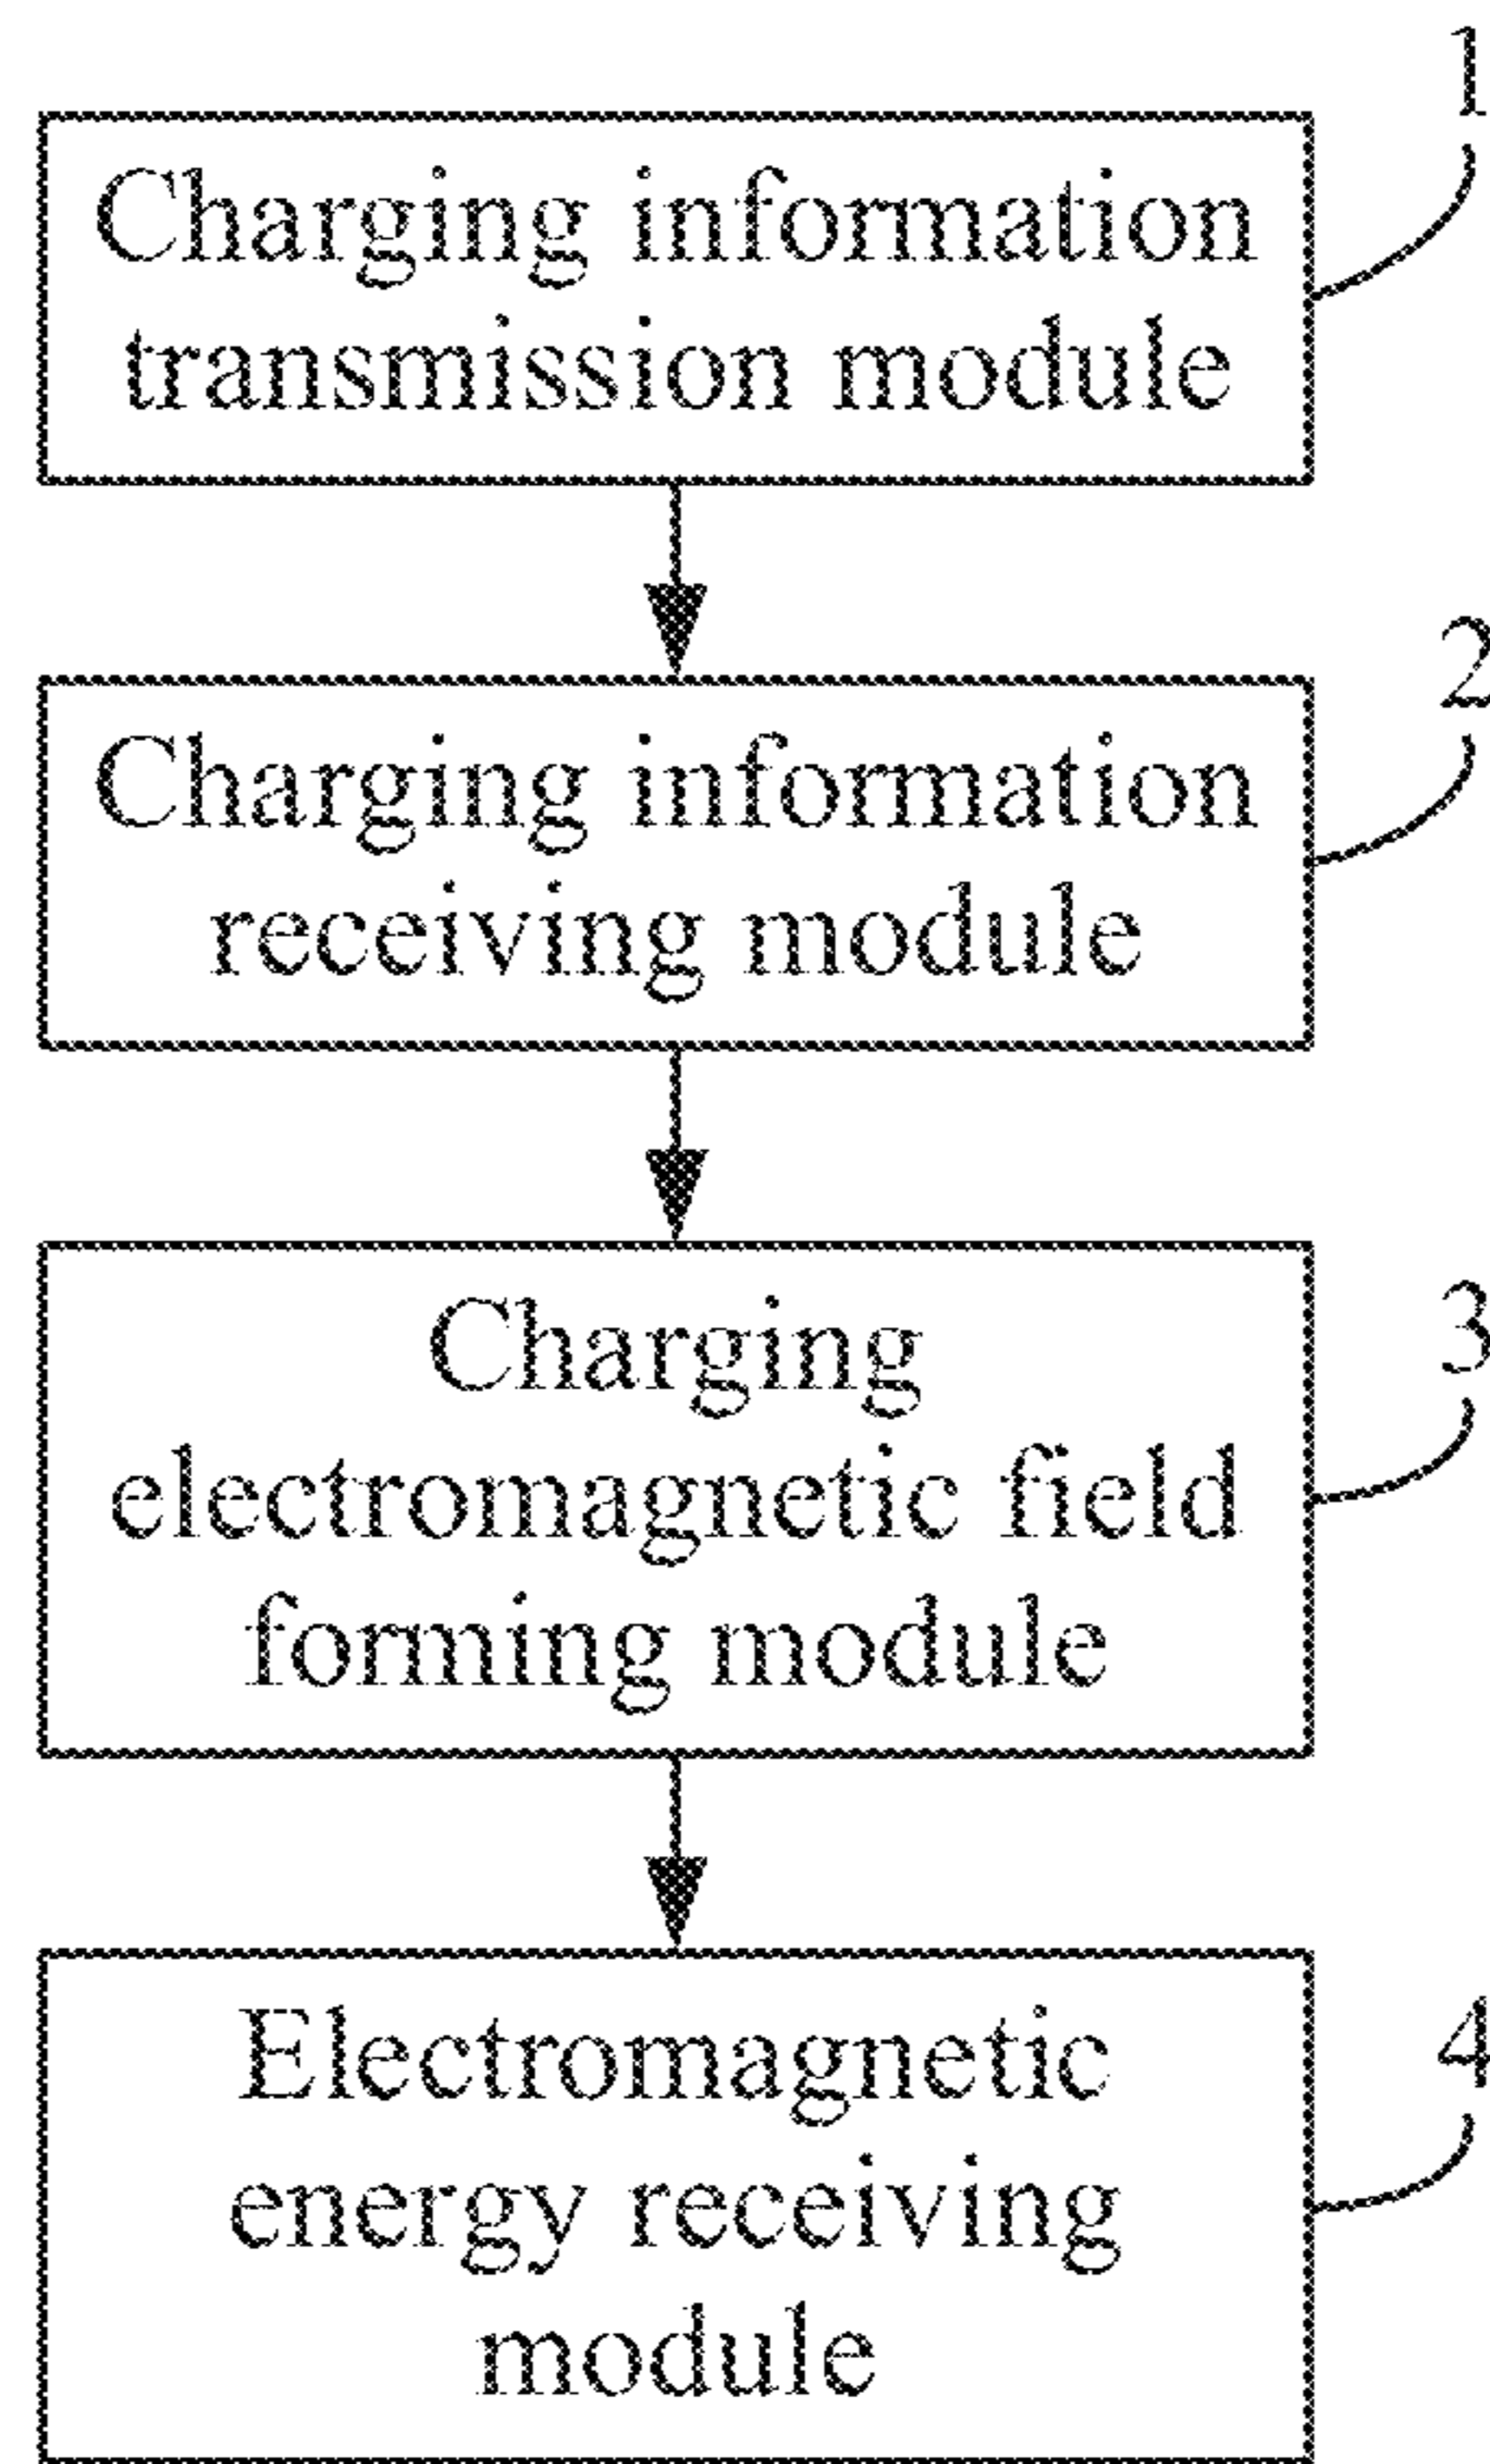 1
Charging information
transmission module
2
Charging information
receiving module
3
Charging
electromagnetic field
forming module
4
Electromagnetic
energy receiving
module